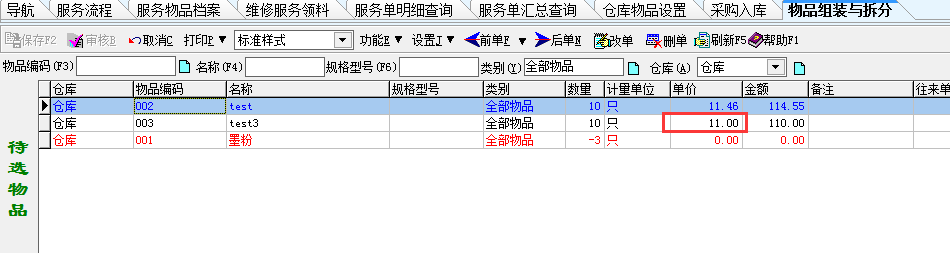 导航 服务流程 服务物品档案 维修服务领料 服务单明细查询 服务单汇总查询 仓库物品设置 采购入库 物品组装与拆分
保存F2 审核B 取消C 打印P 标准样式 功能E 设置J 前单F 后单N 改单 删单 刷新F5 帮助F1
物品编码(F3) 名称(F4) 规格型号(F6) 类别(Y) 全部物品 仓库(A) 仓库
仓库 物品编码 名称 规格型号 类别 数量 计量单位 单价 金额 备注 往来单
仓库 002 test 全部物品 10 只 11.46 114.55
仓库 003 test3 全部物品 10 只 11.00 110.00
仓库 001 墨粉 全部物品 -3 只 0.00 0.00
待选物品